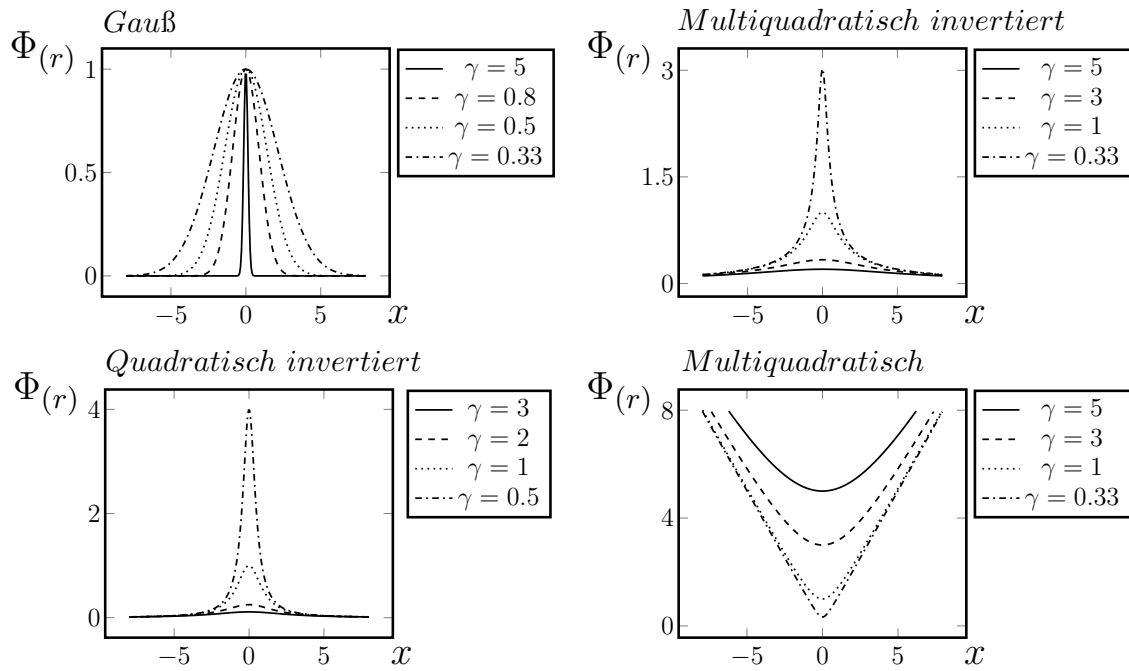 Gauß
Φ(r)
1
0.5
0
−5 0 5 x
γ = 5
γ = 0.8
γ = 0.5
γ = 0.33
Multiquadratisch invertiert
Φ(r)
3
1.5
0
−5 0 5 x
γ = 5
γ = 3
γ = 1
γ = 0.33
Quadratisch invertiert
Φ(r)
4
2
0
−5 0 5 x
γ = 3
γ = 2
γ = 1
γ = 0.5
Multiquadratisch
Φ(r)
8
4
0
−5 0 5 x
γ = 5
γ = 3
γ = 1
γ = 0.33